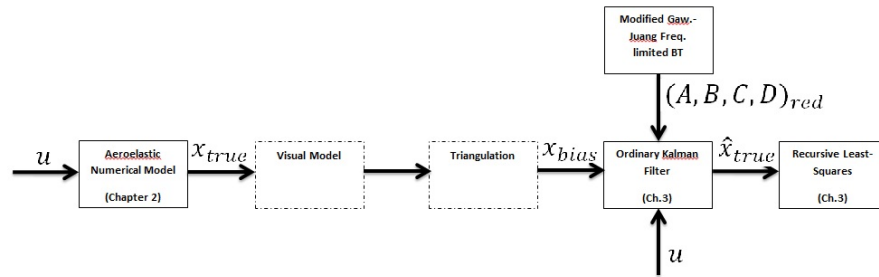 Modified Gaw.-
Juang Freq.
limited BT
(A, B, C, D)red
u
Aeroelastic
Numerical Model
(Chapter 2)
xtrue
Visual Model
Triangulation
xbias
Ordinary Kalman
Filter
(Ch.3)
x̂true
Recursive Least-
Squares
(Ch.3)
u